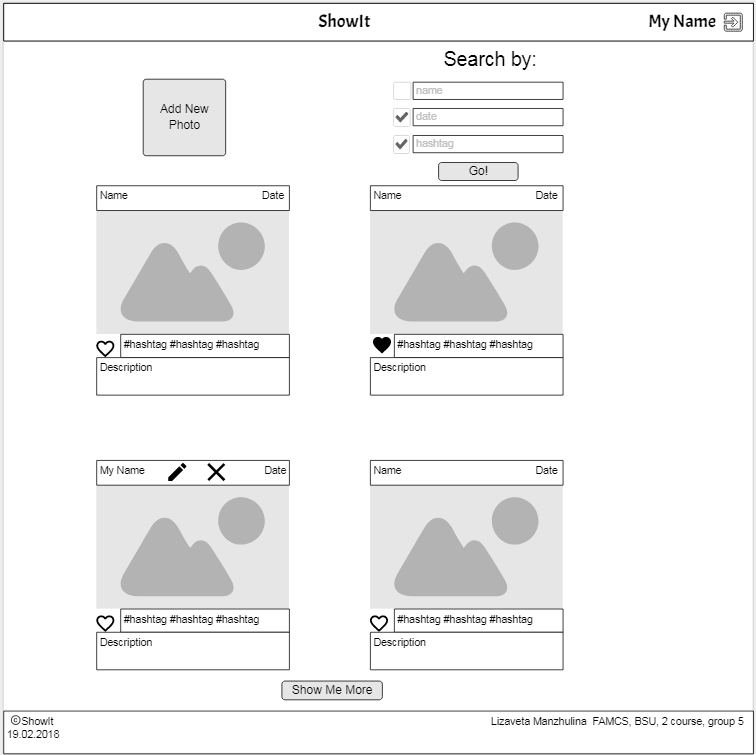 ShowIt
My Name
Search by:
Add New
Photo
name
date
hashtag
Go!
Name Date
#hashtag #hashtag #hashtag
Description
Name Date
#hashtag #hashtag #hashtag
Description
My Name Date
#hashtag #hashtag #hashtag
Description
Name Date
#hashtag #hashtag #hashtag
Description
Show Me More
©ShowIt
19.02.2018
Lizaveta Manzhulina FAMCS, BSU, 2 course, group 5